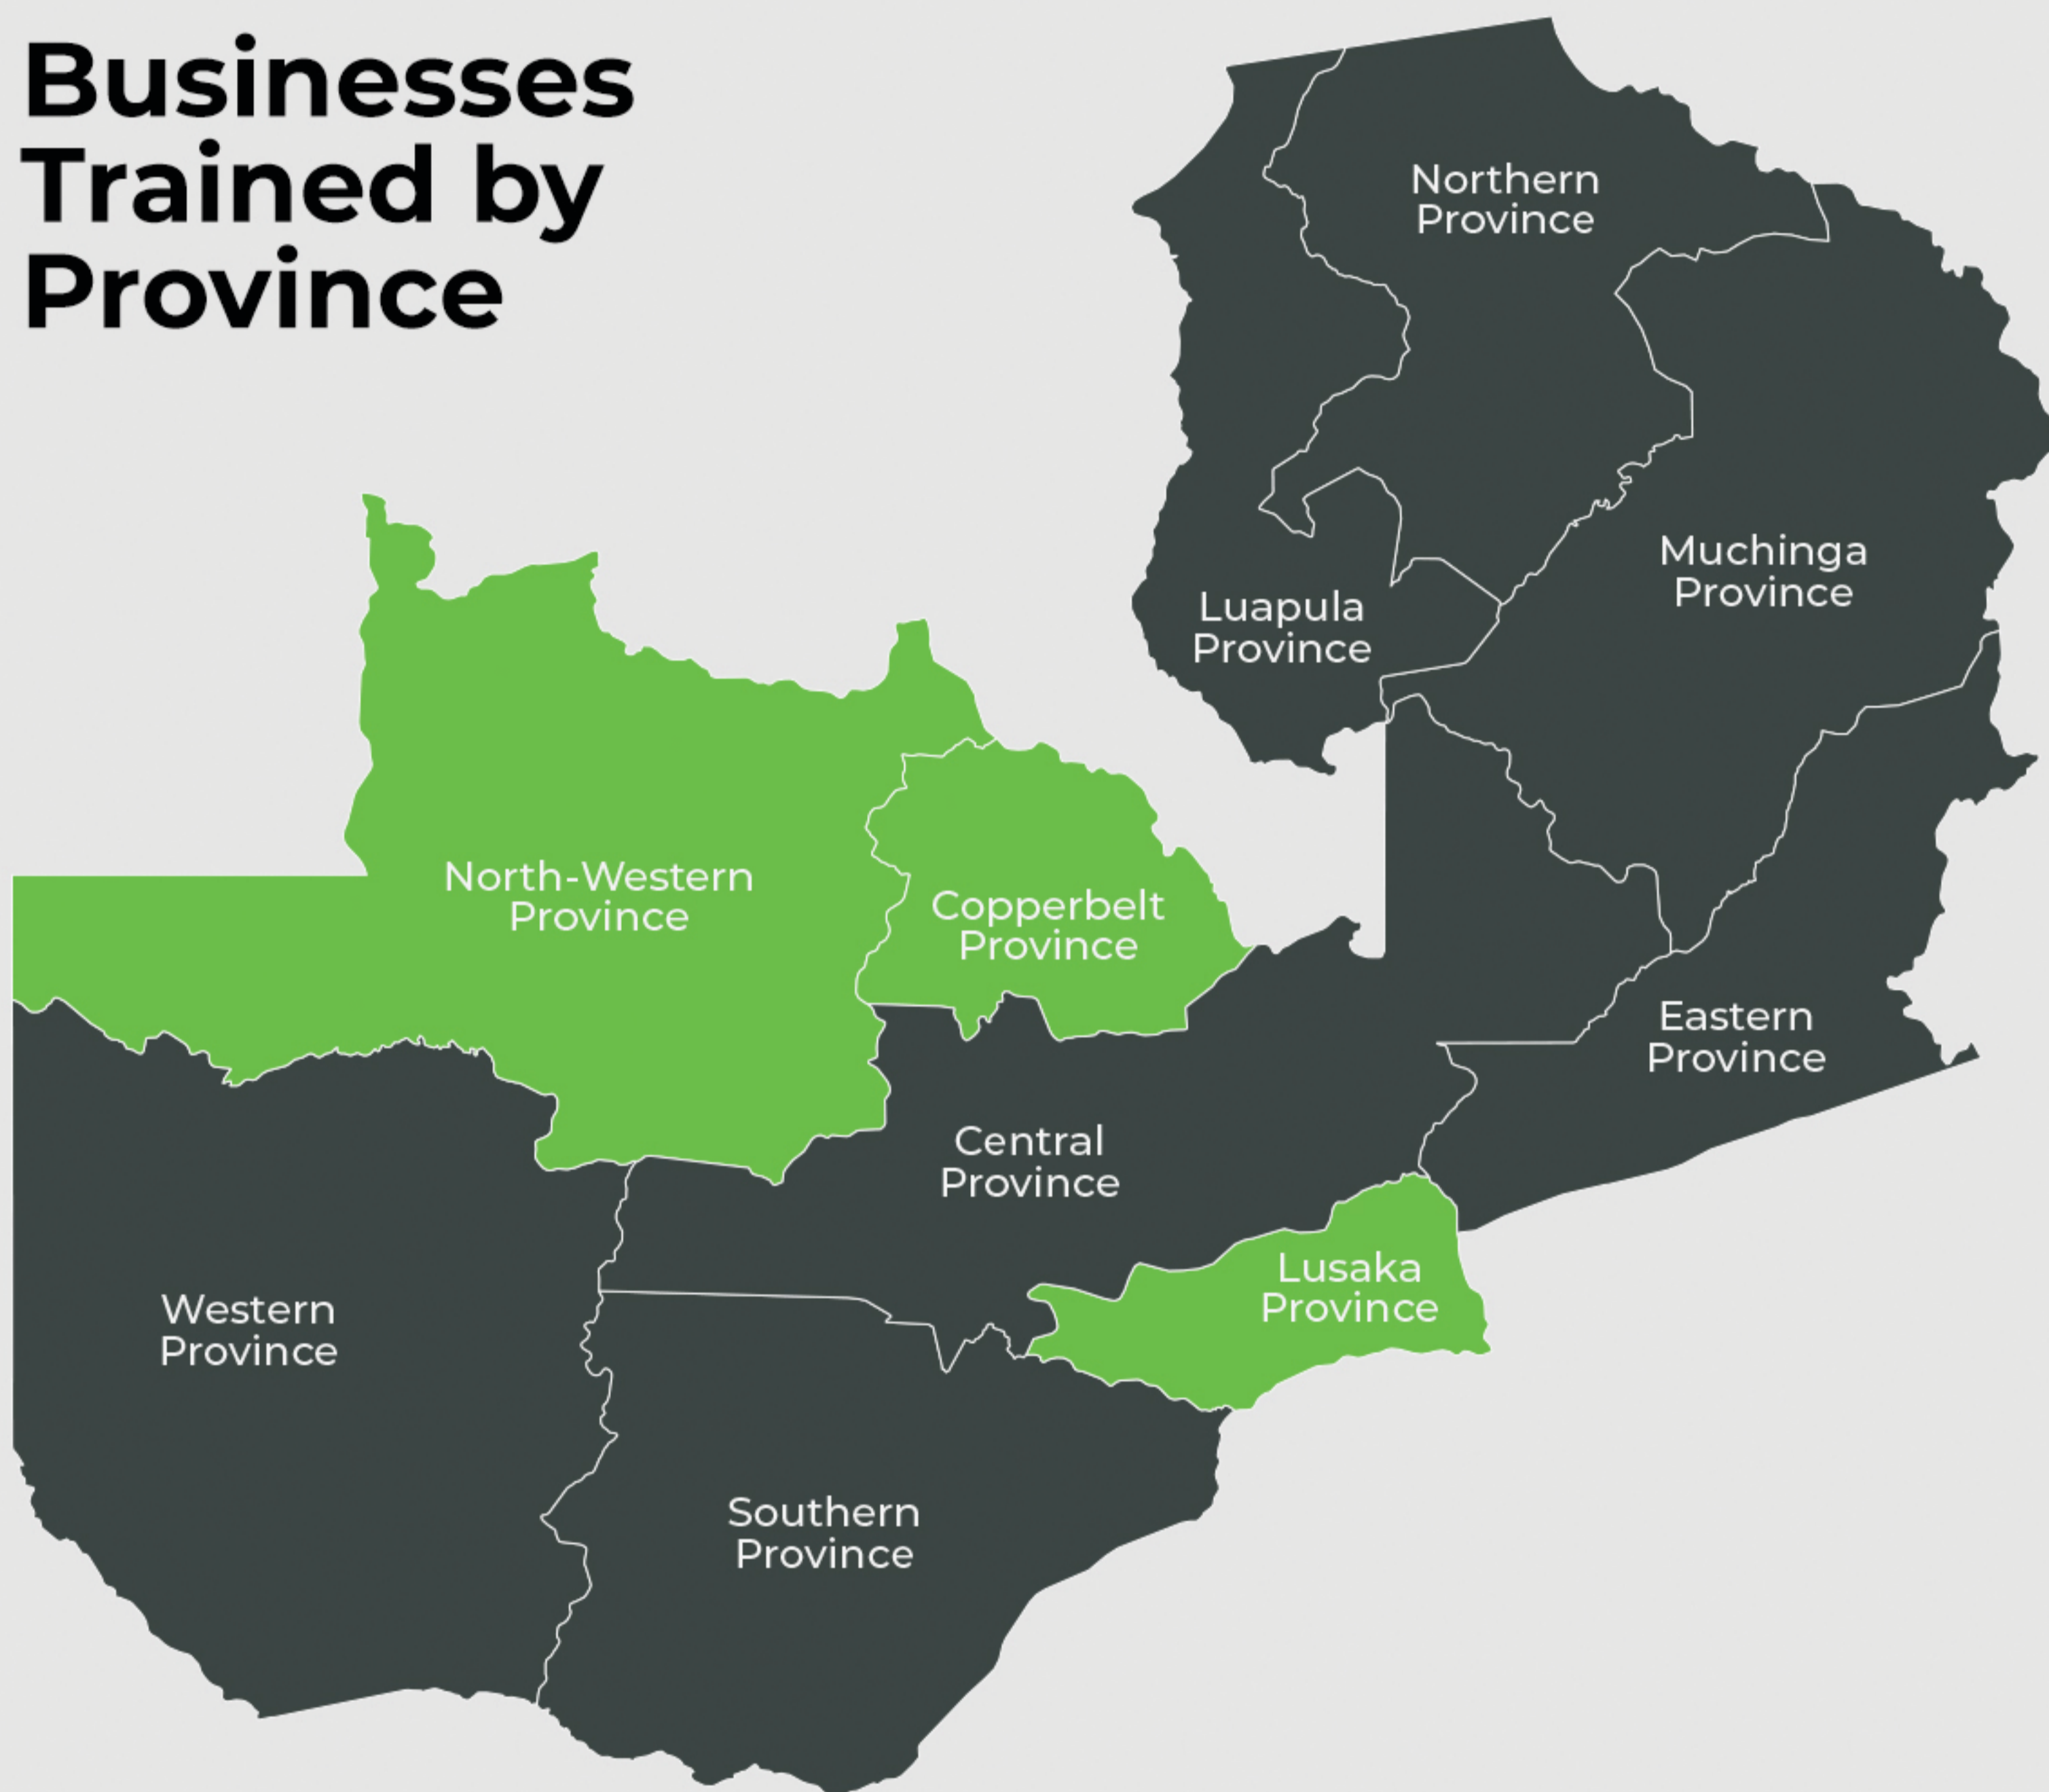 Businesses
Trained by
Province
Northern
Province
Muchinga
Province
Luapula
Province
North-Western
Province
Copperbelt
Province
Eastern
Province
Central
Province
Lusaka
Province
Western
Province
Southern
Province